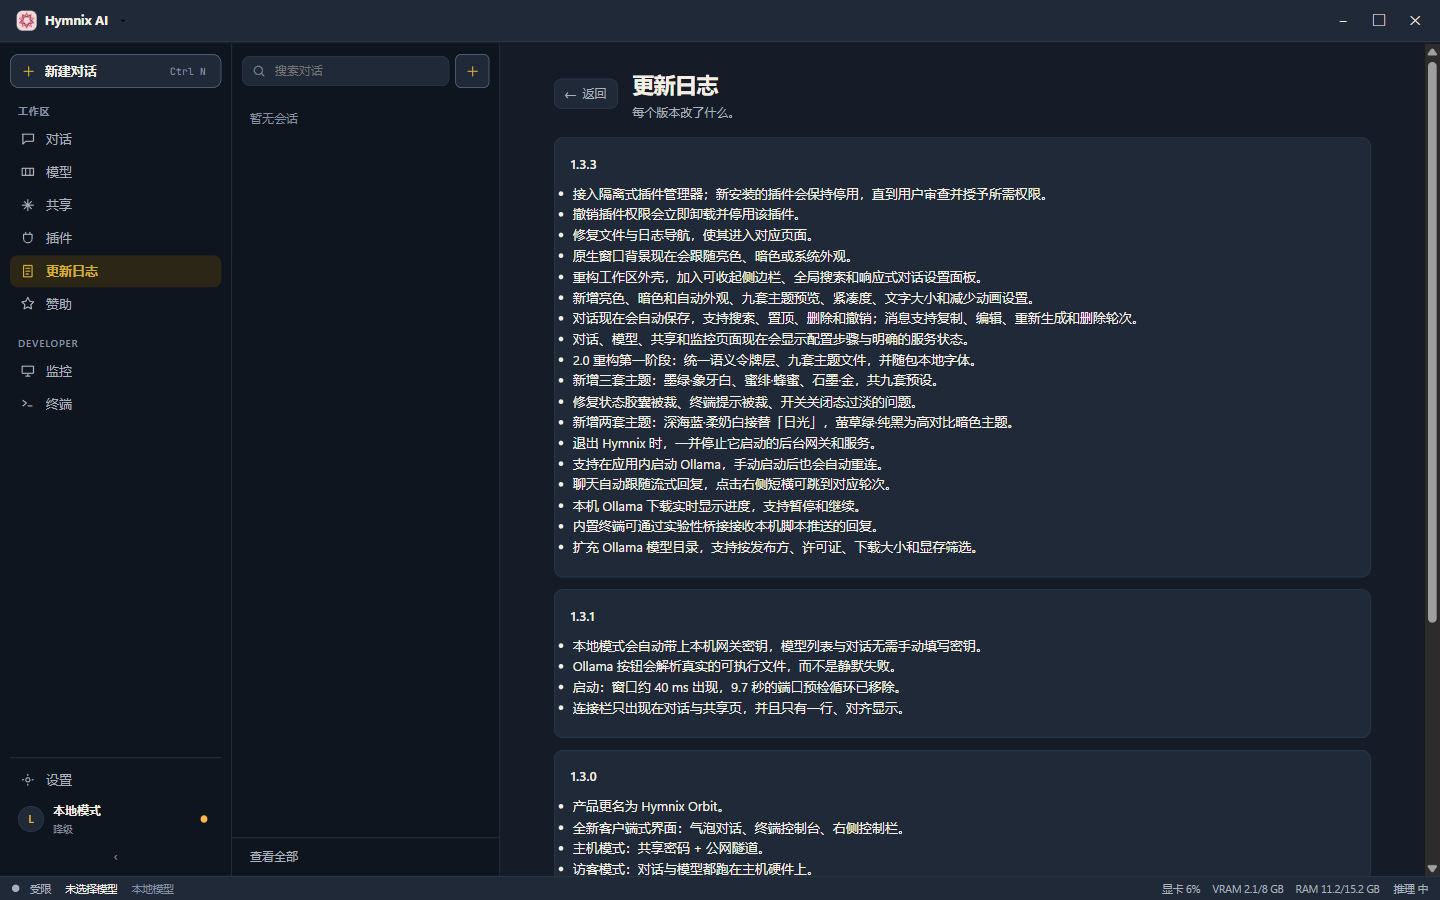 Hymnix AI
新建对话
Ctrl N
工作区
对话
模型
共享
插件
更新日志
赞助
DEVELOPER
监控
终端
设置
L
本地模式
降级
搜索对话
暂无会话
查看全部
← 返回
更新日志
每个版本改了什么。
1.3.3
• 接入隔离式插件管理器；新安装的插件会保持停用，直到用户审查并授予所需权限。
• 撤销插件权限会立即卸载并停用该插件。
• 修复文件与日志导航，使其进入对应页面。
• 原生窗口背景现在会跟随亮色、暗色或系统外观。
• 重构工作区外壳，加入可收起侧边栏、全局搜索和响应式对话设置面板。
• 新增亮色、暗色和自动外观、九套主题预览、紧凑度、文字大小和减少动画设置。
• 对话现在会自动保存，支持搜索、置顶、删除和撤销；消息支持复制、编辑、重新生成和删除轮次。
• 对话、模型、共享和监控页面现在会显示配置步骤与明确的服务状态。
• 2.0 重构第一阶段：统一语义令牌层、九套主题文件，并随包本地字体。
• 新增三套主题：墨绿·象牙白、蜜绯·蜂蜜、石墨·金，共九套预设。
• 修复状态胶囊被裁、终端提示被裁、开关关闭态过淡的问题。
• 新增两套主题：深海蓝·柔奶白接替「日光」，萤草绿·纯黑为高对比暗色主题。
• 退出 Hymnix 时，一并停止它启动的后台网关和服务。
• 支持在应用内启动 Ollama，手动启动后也会自动重连。
• 聊天自动跟随流式回复，点击右侧短横可跳到对应轮次。
• 本机 Ollama 下载实时显示进度，支持暂停和继续。
• 内置终端可通过实验性桥接接收本机脚本推送的回复。
• 扩充 Ollama 模型目录，支持按发布方、许可证、下载大小和显存筛选。
1.3.1
• 本地模式会自动带上本机网关密钥，模型列表与对话无需手动填写密钥。
• Ollama 按钮会解析真实的可执行文件，而不是静默失败。
• 启动：窗口约 40 ms 出现，9.7 秒的端口预检循环已移除。
• 连接栏只出现在对话与共享页，并且只有一行、对齐显示。
1.3.0
• 产品更名为 Hymnix Orbit。
• 全新客户端式界面：气泡对话、终端控制台、右侧控制栏。
• 主机模式：共享密码 + 公网隧道。
• 访客模式：对话与模型都跑在主机硬件上。
受限 未选择模型 本地模型
显卡 6% VRAM 2.1/8 GB RAM 11.2/15.2 GB 推理 中